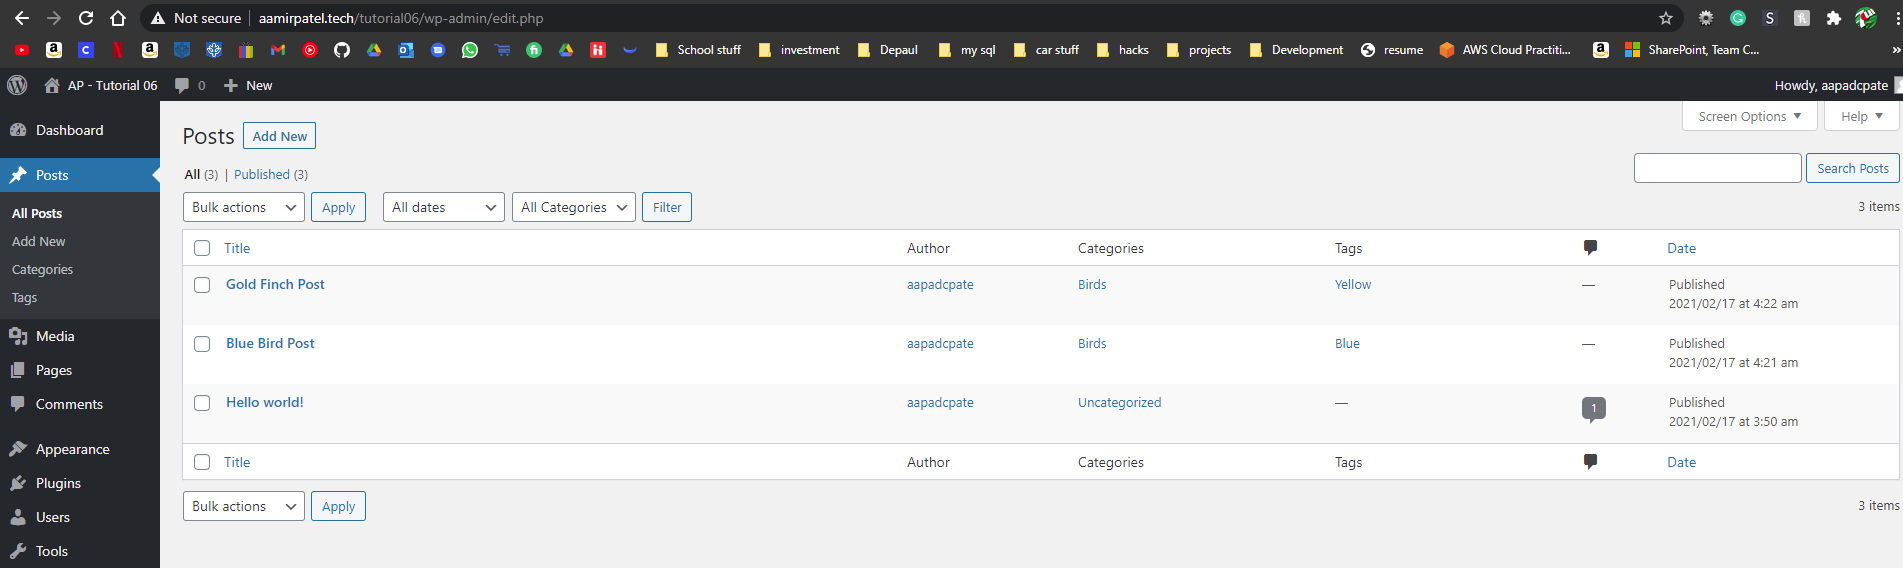 Not secure | aamirpatel.tech/tutorial06/wp-admin/edit.php
School stuff investment Depaul my sql car stuff hacks projects Development resume AWS Cloud Practiti... SharePoint, Team C... »
AP - Tutorial 06 0 + New Howdy, aapadcpate
Dashboard
Posts
All Posts
Add New
Categories
Tags
Media
Pages
Comments
Appearance
Plugins
Users
Tools
Screen Options Help
Posts Add New
All (3) | Published (3)
Search Posts
Bulk actions Apply All dates All Categories Filter
3 items
Title Author Categories Tags Date
Gold Finch Post aapadcpate Birds Yellow — Published
2021/02/17 at 4:22 am
Blue Bird Post aapadcpate Birds Blue — Published
2021/02/17 at 4:21 am
Hello world! aapadcpate Uncategorized — 1 Published
2021/02/17 at 3:50 am
Title Author Categories Tags Date
Bulk actions Apply
3 items